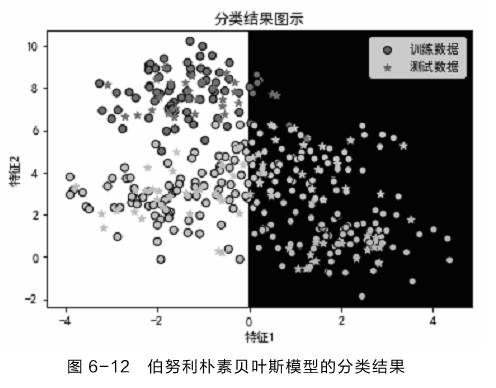 分类结果图示
训练数据
测试数据
10
8
6
4
2
0
-2
特征2
-4 -2 0 2 4
特征1
图 6-12 伯努利朴素贝叶斯模型的分类结果